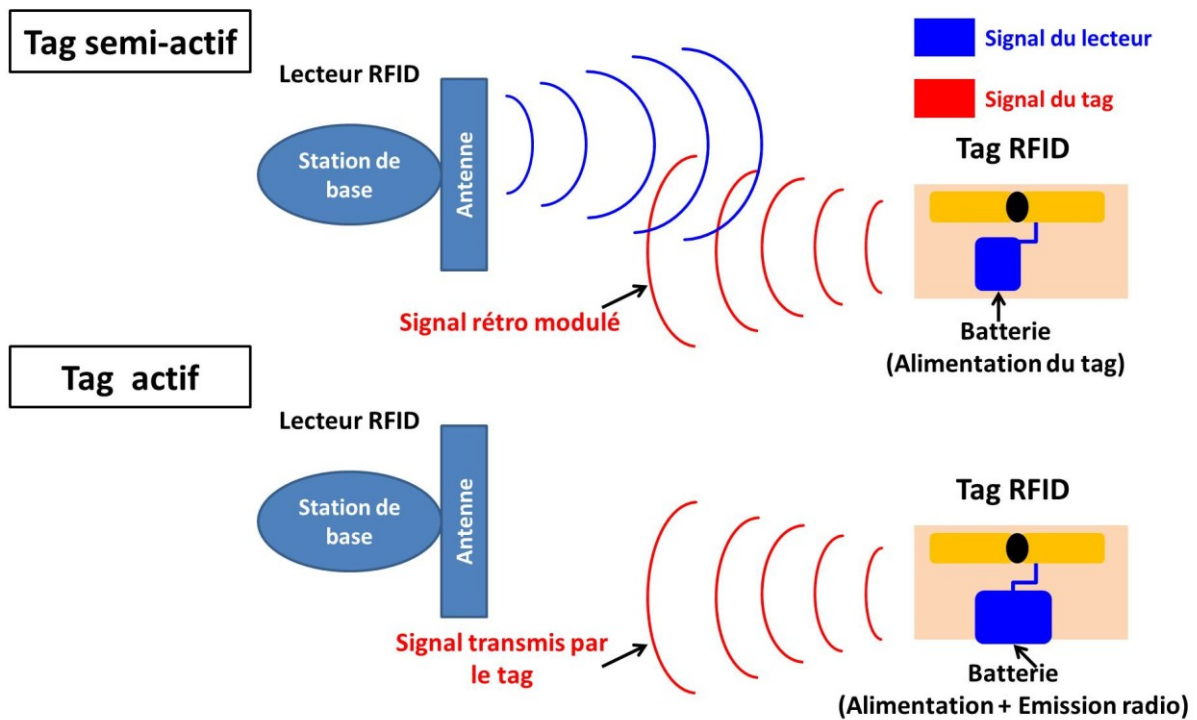 Tag semi-actif
Lecteur RFID
Station de
base
Antenne
Signal du lecteur
Signal du tag
Tag RFID
Signal rétro modulé
Batterie
(Alimentation du tag)
Tag actif
Lecteur RFID
Station de
base
Antenne
Tag RFID
Signal transmis par
le tag
Batterie
(Alimentation + Emission radio)